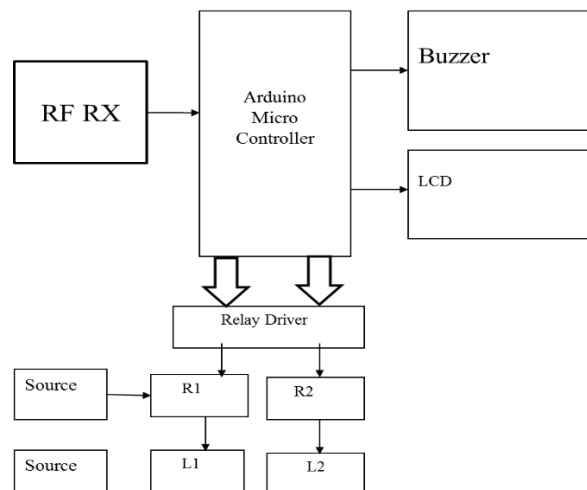 RF RX
Arduino
Micro
Controller
Buzzer
LCD
Relay Driver
Source
R1
R2
Source
L1
L2